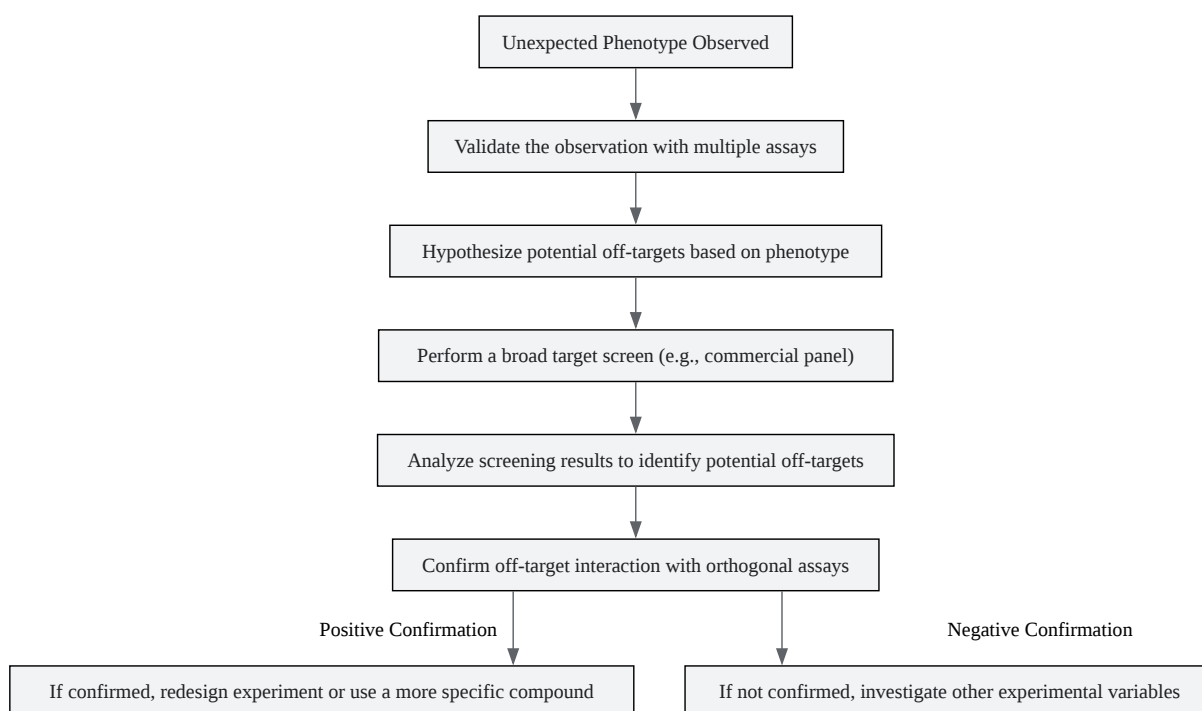 Unexpected Phenotype Observed
Validate the observation with multiple assays
Hypothesize potential off-targets based on phenotype
Perform a broad target screen (e.g., commercial panel)
Analyze screening results to identify potential off-targets
Confirm off-target interaction with orthogonal assays
Positive Confirmation
Negative Confirmation
If confirmed, redesign experiment or use a more specific compound
If not confirmed, investigate other experimental variables